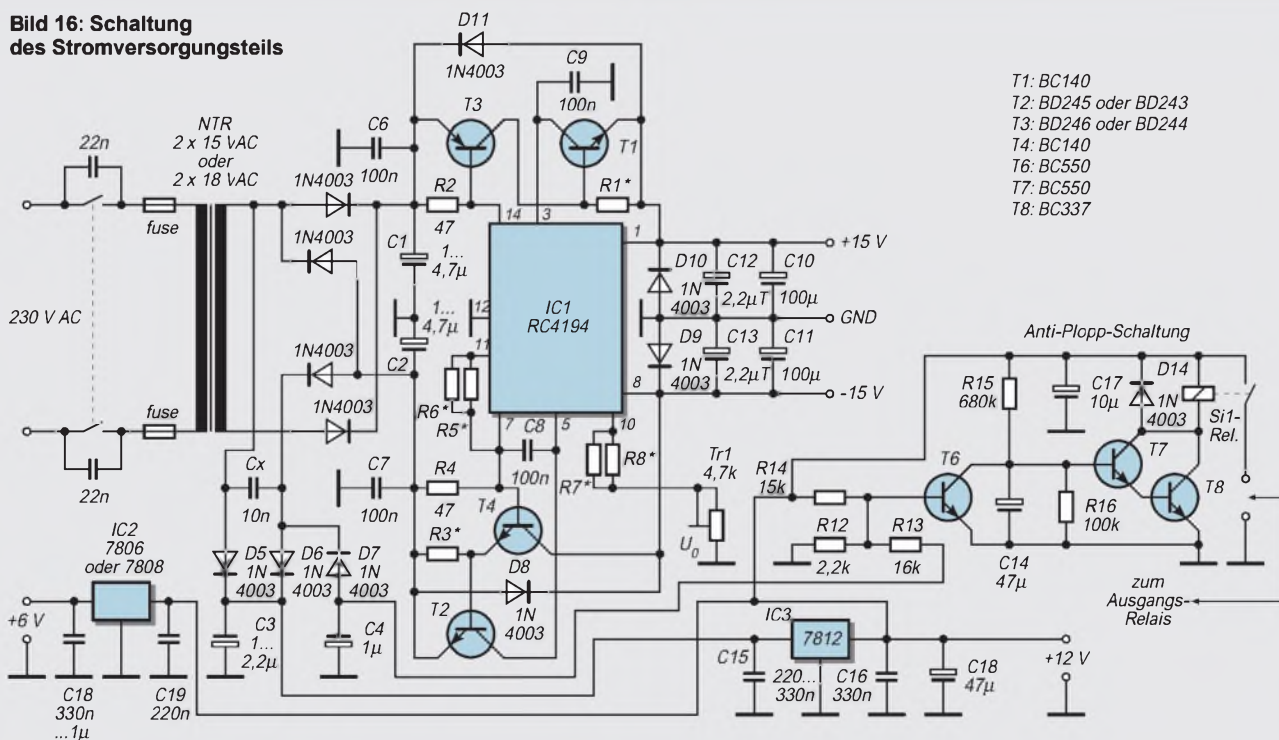 Bild 16: Schaltung
des Stromversorgungsteils
D11
1N4003
C9
100n
T3
T1
C6
100n
R2
47
R1*
14
3
1
T1: BC140
T2: BD245 oder BD243
T3: BD246 oder BD244
T4: BC140
T6: BC550
T7: BC550
T8: BC337
22n
NTR
2 x 15 VAC
oder
2 x 18 VAC
fuse
1N4003
1N4003
C1
1...
4,7µ
1...
4,7µ
C2
12
11
IC1
RC4194
+15 V
D10
1N
4003
C12
2,2µT
C10
100µ
GND
D9
1N
4003
C13
2,2µT
C11
100µ
-15 V
8
230 V AC
1N4003
1N4003
fuse
22n
R6*
R5*
7
C8
100n
5
10
R8*
R7*
Tr1
4,7k
U0
Cx
10n
C7
100n
R4
47
T4
R3*
D8
1N
4003
T2
IC2
7806
oder 7808
D5
1N
4003
D6
1N
4003
D7
1N
4003
+6 V
C18
330n
...1µ
C19
220n
C3
1...
2,2µ
C4
1µ
Anti-Plopp-Schaltung
R15
680k
C17
10µ
D14
1N
4003
Si1-
Rel.
R14
15k
T6
T7
T8
R12
2,2k
R13
16k
R16
100k
C14
47µ
zum
Ausgangs-
Relais
IC3
7812
C15
220...
330n
C16
330n
C18
47µ
+12 V